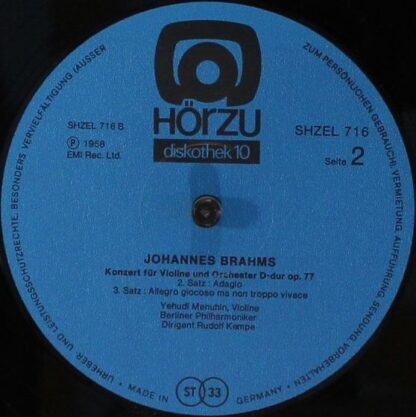 HÖRZU
diskothek 10
SHZEL 716 B
Ⓟ 1958
EMI Rec. Ltd.
SHZEL 716
Seite 2
JOHANNES BRAHMS
Konzert für Violine und Orchester D-dur op. 77
2. Satz: Adagio
3. Satz: Allegro giocoso ma non troppo vivace
Yehudi Menuhin, Violine
Berliner Philharmoniker
Dirigent Rudolf Kempe
ST 33
URHEBER UND LEISTUNGSSCHUTZRECHTE, BESONDERS VERVIELFÄLTIGUNG (AUSSER ZUM PERSÖNLICHEN GEBRAUCH) VERMIETUNG, AUFFÜHRUNG, SENDUNG, VORBEHALTEN
• MADE IN GERMANY •